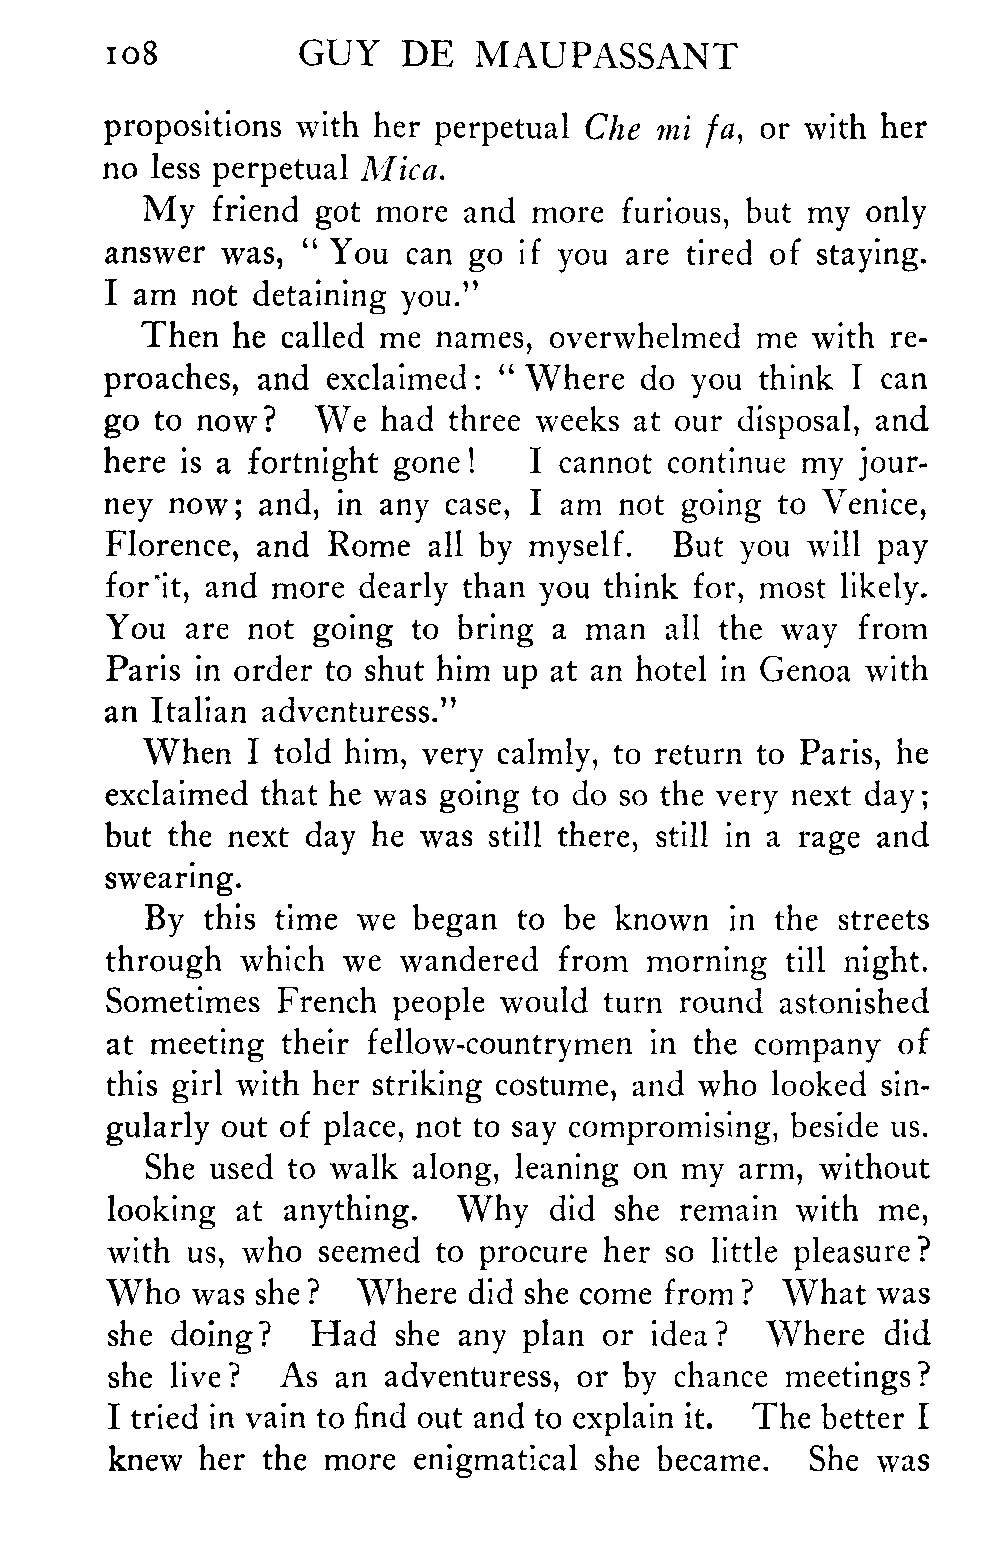 108 GUY DE MAUPASSANT
propositions with her perpetual Che mi fa, or with her
no less perpetual Mica.
My friend got more and more furious, but my only
answer was, “ You can go if you are tired of staying.
I am not detaining you.”
Then he called me names, overwhelmed me with re-
proaches, and exclaimed: “ Where do you think I can
go to now? We had three weeks at our disposal, and
here is a fortnight gone! I cannot continue my jour-
ney now; and, in any case, I am not going to Venice,
Florence, and Rome all by myself. But you will pay
for it, and more dearly than you think for, most likely.
You are not going to bring a man all the way from
Paris in order to shut him up at an hotel in Genoa with
an Italian adventuress.”
When I told him, very calmly, to return to Paris, he
exclaimed that he was going to do so the very next day;
but the next day he was still there, still in a rage and
swearing.
By this time we began to be known in the streets
through which we wandered from morning till night.
Sometimes French people would turn round astonished
at meeting their fellow-countrymen in the company of
this girl with her striking costume, and who looked sin-
gularly out of place, not to say compromising, beside us.
She used to walk along, leaning on my arm, without
looking at anything. Why did she remain with me,
with us, who seemed to procure her so little pleasure?
Who was she? Where did she come from? What was
she doing? Had she any plan or idea? Where did
she live? As an adventuress, or by chance meetings?
I tried in vain to find out and to explain it. The better I
knew her the more enigmatical she became. She was